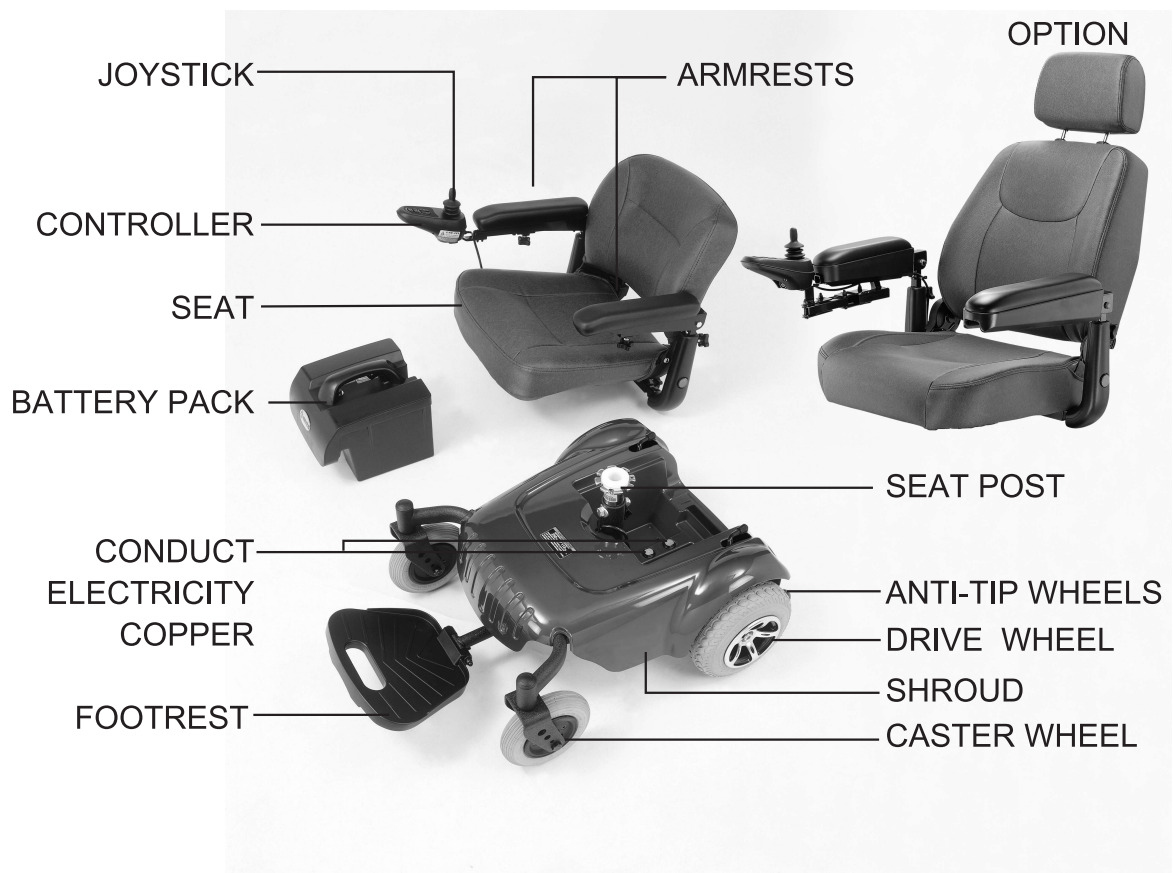 OPTION
JOYSTICK
ARMRESTS
CONTROLLER
SEAT
BATTERY PACK
SEAT POST
CONDUCT
ELECTRICITY
COPPER
ANTI-TIP WHEELS
DRIVE WHEEL
SHROUD
FOOTREST
CASTER WHEEL